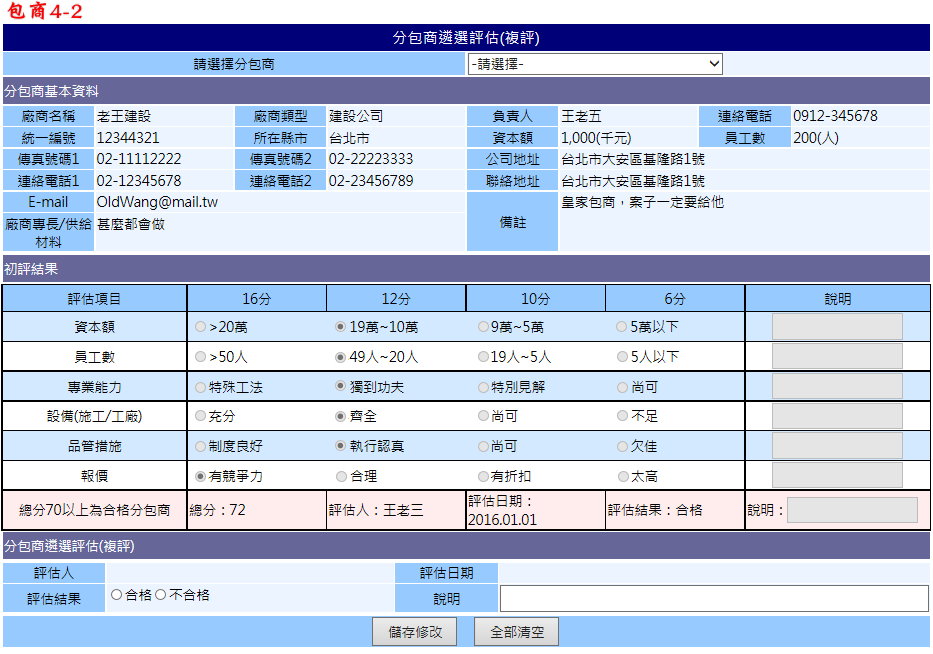 包商4-2
分包商遴選評估(複評)
請選擇分包商 -請選擇-
分包商基本資料
廠商名稱 老王建設 廠商類型 建設公司 負責人 王老五 連絡電話 0912-345678
統一編號 12344321 所在縣市 台北市 資本額 1,000(千元) 員工數 200(人)
傳真號碼1 02-11112222 傳真號碼2 02-22223333 公司地址 台北市大安區基隆路1號
連絡電話1 02-12345678 連絡電話2 02-23456789 聯絡地址 台北市大安區基隆路1號
E-mail OldWang@mail.tw 備註 皇家包商，案子一定要給他
廠商專長/供給
材料 甚麼都會做
初評結果
評估項目 16分 12分 10分 6分 說明
資本額 >20萬 19萬~10萬 9萬~5萬 5萬以下
員工數 >50人 49人~20人 19人~5人 5人以下
專業能力 特殊工法 獨到功夫 特別見解 尚可
設備(施工/工廠) 充分 齊全 尚可 不足
品管措施 制度良好 執行認真 尚可 欠佳
報價 有競爭力 合理 有折扣 太高
總分70以上為合格分包商 總分：72 評估人：王老三 評估日期：
2016.01.01 評估結果：合格 說明：
分包商遴選評估(複評)
評估人 評估日期
評估結果 合格 不合格 說明
儲存修改 全部清空